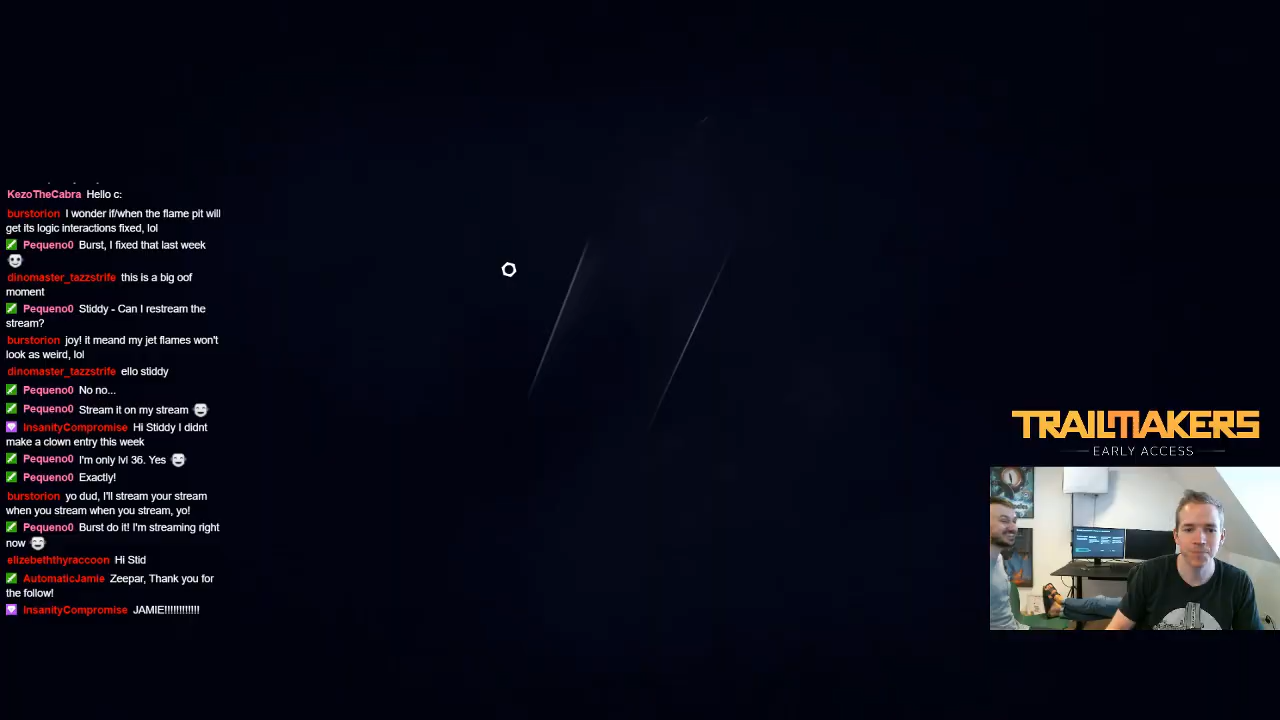 KezoTheCabra Hello c:
burstorion I wonder if/when the flame pit will
get its logic interactions fixed, lol
Pequeno0 Burst, I fixed that last week
dinomaster_tazzstrife this is a big oof
moment
Pequeno0 Stiddy - Can I restream the
stream?
burstorion joy! it meand my jet flames won't
look as weird, lol
dinomaster_tazzstrife ello stiddy
Pequeno0 No no...
Pequeno0 Stream it on my stream
InsanityCompromise Hi Stiddy I didnt
make a clown entry this week
Pequeno0 I'm only lvl 36. Yes
Pequeno0 Exactly!
burstorion yo dud, I'll stream your stream
when you stream when you stream, yo!
Pequeno0 Burst do it! I'm streaming right
now
elizebeththyraccoon Hi Stid
AutomaticJamie Zeepar, Thank you for
the follow!
InsanityCompromise JAMIE!!!!!!!!!!!!
TRAILMAKERS
EARLY ACCESS